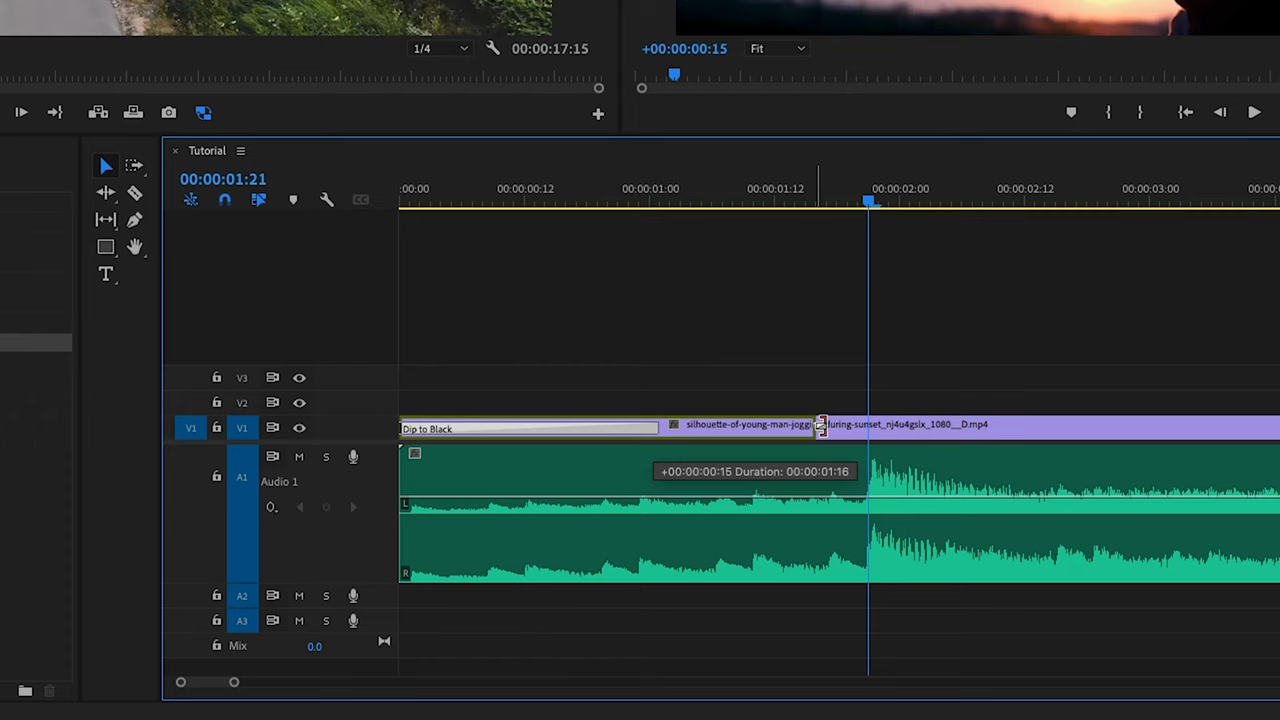 1/4
00:00:17:15
+00:00:00:15
Fit
Tutorial
00:00:01:21
:00:00
00:00:00:12
00:00:01:00
00:00:01:12
00:00:02:00
00:00:02:12
00:00:03:00
00:00
CC
T
V3
V2
V1
V1
Dip to Black
silhouette-of-young-man-joggi
during-sunset_nj4u4gslx_1080__D.mp4
M
S
A1
Audio 1
+00:00:00:15 Duration: 00:00:01:16
L
R
A2
M
S
A3
M
S
Mix
0.0